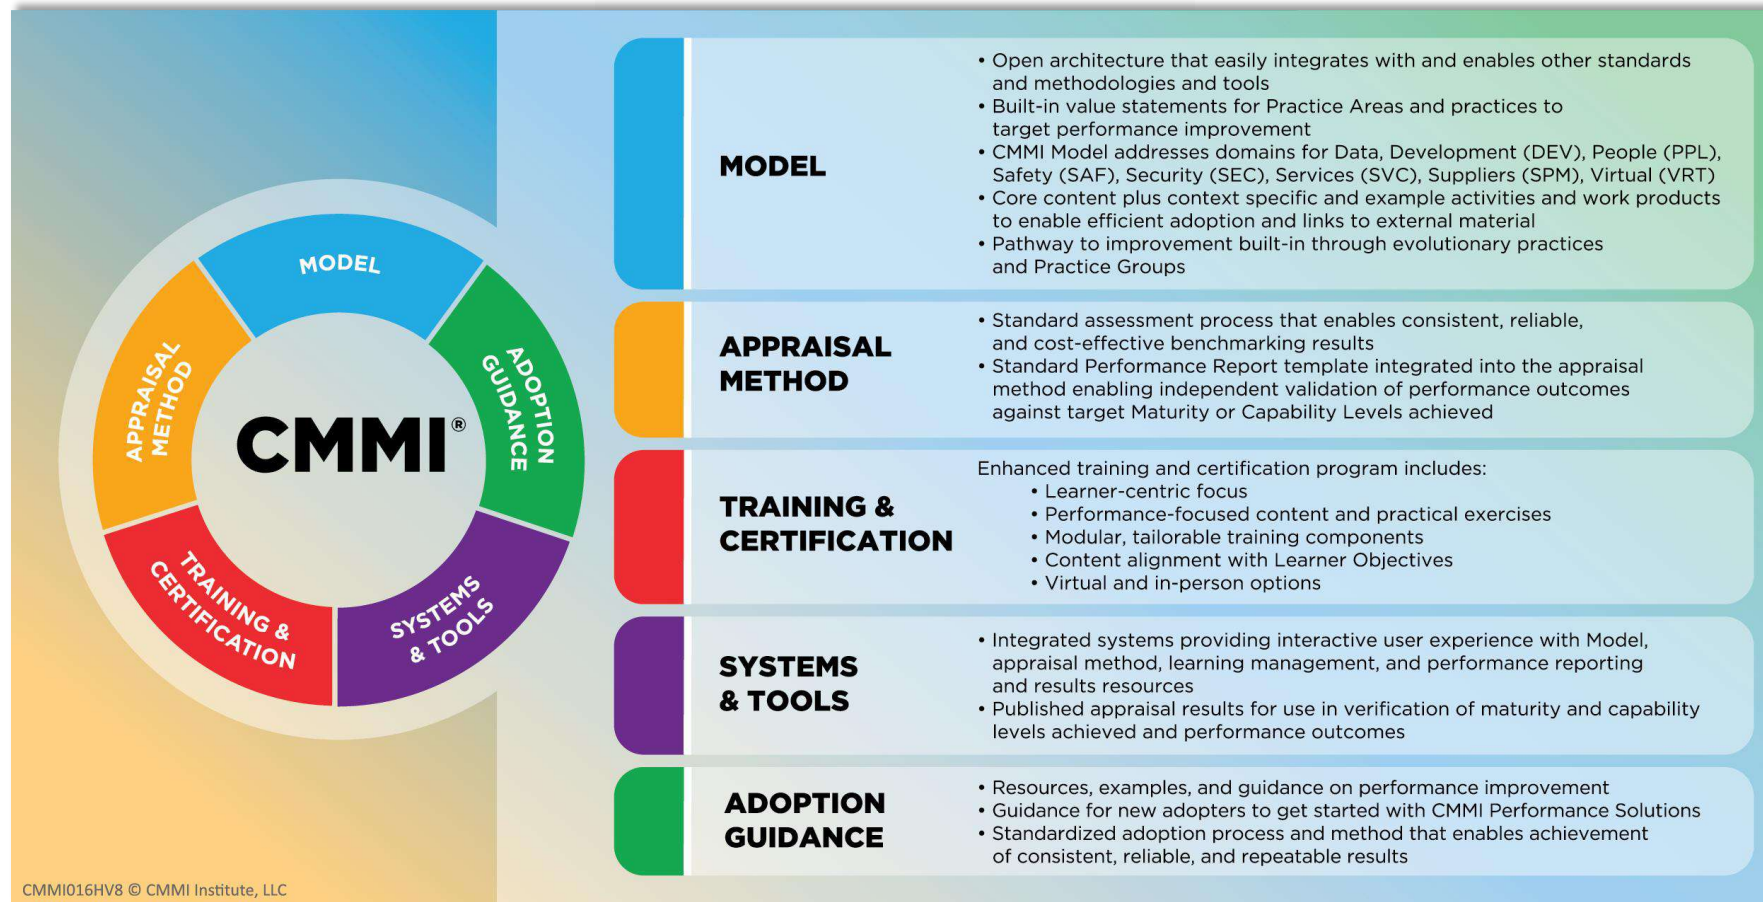 MODEL
ADOPTION
GUIDANCE
SYSTEMS
& TOOLS
TRAINING &
CERTIFICATION
APPRAISAL
METHOD
CMMI®
MODEL
• Open architecture that easily integrates with and enables other standards
and methodologies and tools
• Built-in value statements for Practice Areas and practices to
target performance improvement
• CMMI Model addresses domains for Data, Development (DEV), People (PPL),
Safety (SAF), Security (SEC), Services (SVC), Suppliers (SPM), Virtual (VRT)
• Core content plus context specific and example activities and work products
to enable efficient adoption and links to external material
• Pathway to improvement built-in through evolutionary practices
and Practice Groups
APPRAISAL
METHOD
• Standard assessment process that enables consistent, reliable,
and cost-effective benchmarking results
• Standard Performance Report template integrated into the appraisal
method enabling independent validation of performance outcomes
against target Maturity or Capability Levels achieved
TRAINING &
CERTIFICATION
Enhanced training and certification program includes:
• Learner-centric focus
• Performance-focused content and practical exercises
• Modular, tailorable training components
• Content alignment with Learner Objectives
• Virtual and in-person options
SYSTEMS
& TOOLS
• Integrated systems providing interactive user experience with Model,
appraisal method, learning management, and performance reporting
and results resources
• Published appraisal results for use in verification of maturity and capability
levels achieved and performance outcomes
ADOPTION
GUIDANCE
• Resources, examples, and guidance on performance improvement
• Guidance for new adopters to get started with CMMI Performance Solutions
• Standardized adoption process and method that enables achievement
of consistent, reliable, and repeatable results
CMMI016HV8 © CMMI Institute, LLC